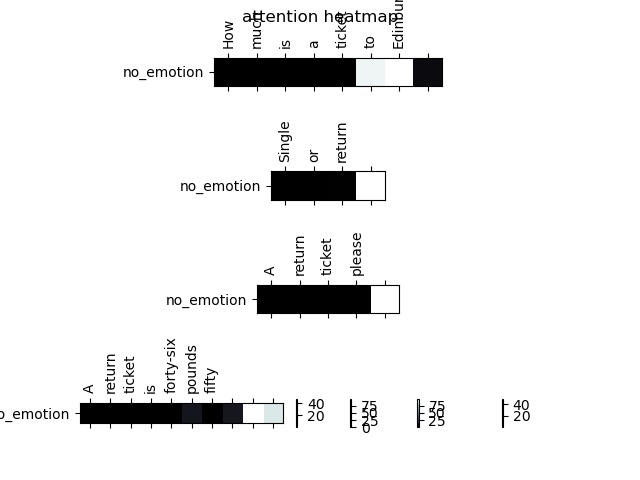 attention heatmap
How much is a ticket to
no_emotion
Single or return
no_emotion
A return ticket please
no_emotion
A return ticket is forty-six pounds fifty
o_emotion
40
20
75
50
25
0
75
50
25
40
20